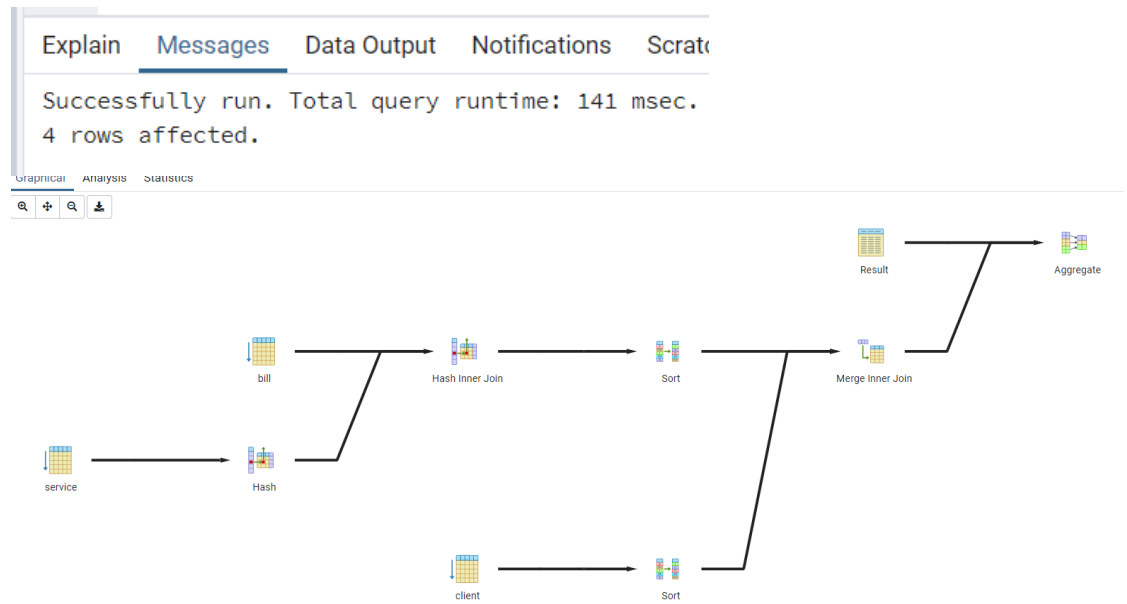 Explain Messages Data Output Notifications
Successfully run. Total query runtime: 141 msec.
4 rows affected.
Graphical Analysis Statistics
Result Aggregate
bill Hash Inner Join Sort Merge Inner Join
service Hash
client Sort